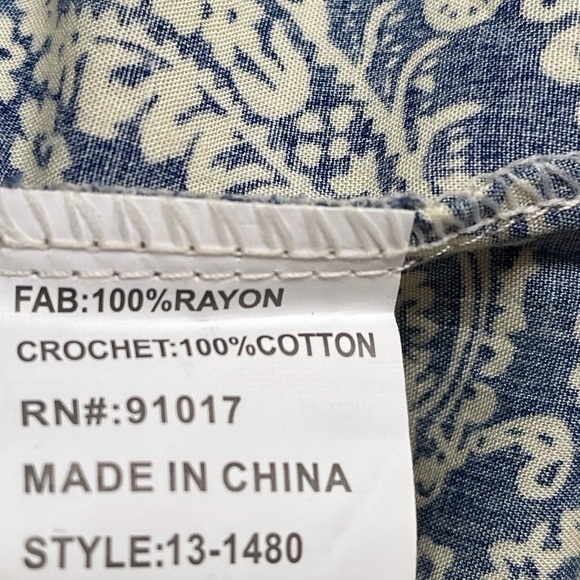 FAB:100%RAYON
CROCHET:100%COTTON
RN#:91017
MADE IN CHINA
STYLE:13-1480